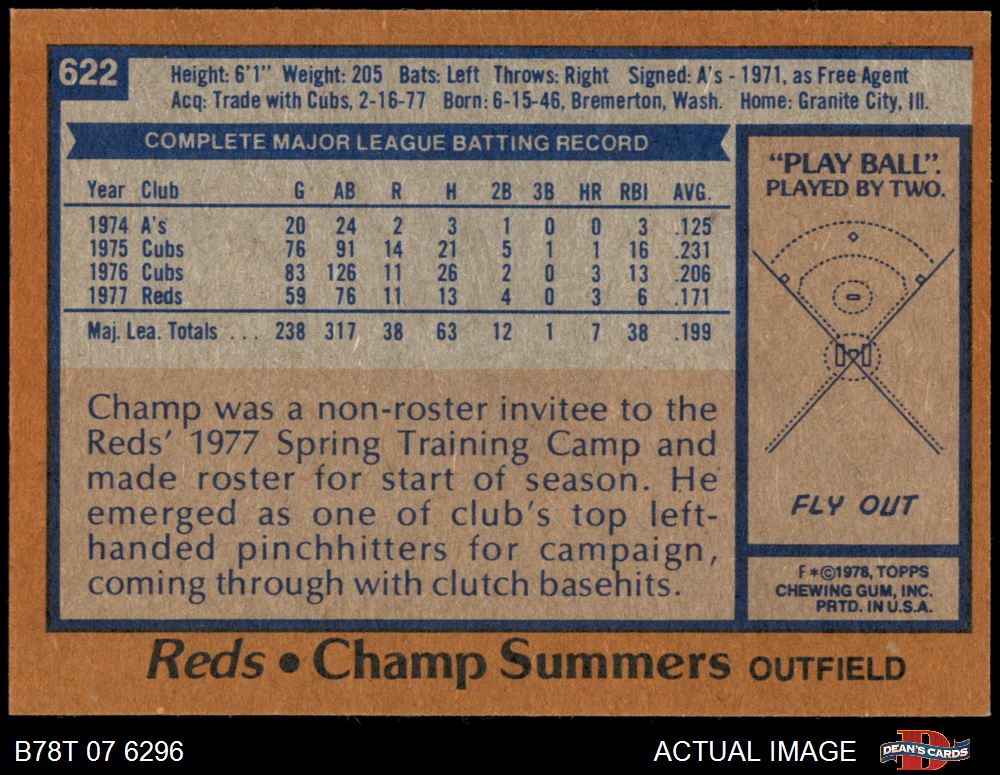 622
Height: 6'1" Weight: 205 Bats: Left Throws: Right Signed: A's - 1971, as Free Agent
Acq: Trade with Cubs, 2-16-77 Born: 6-15-46, Bremerton, Wash. Home: Granite City, Ill.
COMPLETE MAJOR LEAGUE BATTING RECORD
Year Club G AB R H 2B 3B HR RBI AVG.
1974 A's 20 24 2 3 1 0 0 3 .125
1975 Cubs 76 91 14 21 5 1 1 16 .231
1976 Cubs 83 126 11 26 2 0 3 13 .206
1977 Reds 59 76 11 13 4 0 3 6 .171
Maj. Lea. Totals . . . 238 317 38 63 12 1 7 38 .199
Champ was a non-roster invitee to the
Reds' 1977 Spring Training Camp and
made roster for start of season. He
emerged as one of club's top left-
handed pinchhitters for campaign,
coming through with clutch basehits.
"PLAY BALL".
PLAYED BY TWO.
FLY OUT
F*©1978, TOPPS
CHEWING GUM, INC.
PRTD. IN U.S.A.
Reds • Champ Summers OUTFIELD
B78T 07 6296
ACTUAL IMAGE
D
DEAN'S CARDS